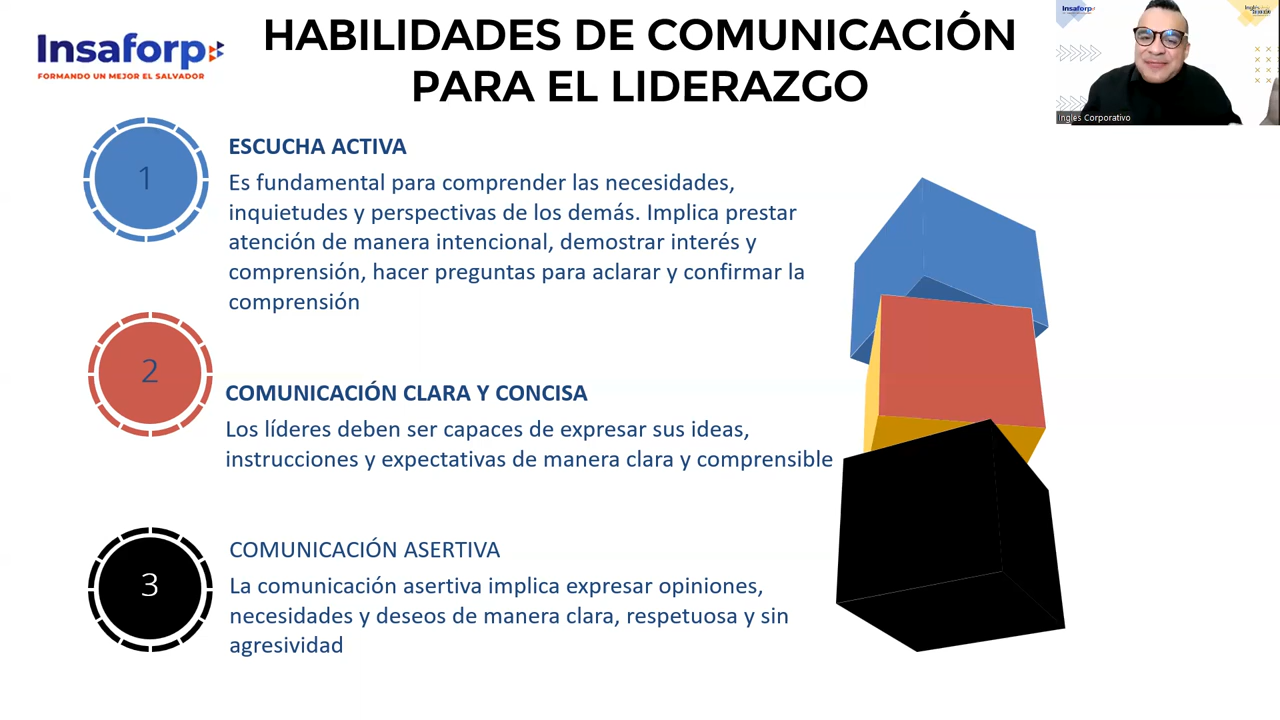 HABILIDADES DE COMUNICACIÓN
PARA EL LIDERAZGO
Insaforp
FORMANDO UN MEJOR EL SALVADOR
Insaforp
Ingles Corporativo
1
ESCUCHA ACTIVA
Es fundamental para comprender las necesidades,
inquietudes y perspectivas de los demás. Implica prestar
atención de manera intencional, demostrar interés y
comprensión, hacer preguntas para aclarar y confirmar la
comprensión
2
COMUNICACIÓN CLARA Y CONCISA
Los líderes deben ser capaces de expresar sus ideas,
instrucciones y expectativas de manera clara y comprensible
3
COMUNICACIÓN ASERTIVA
La comunicación asertiva implica expresar opiniones,
necesidades y deseos de manera clara, respetuosa y sin
agresividad